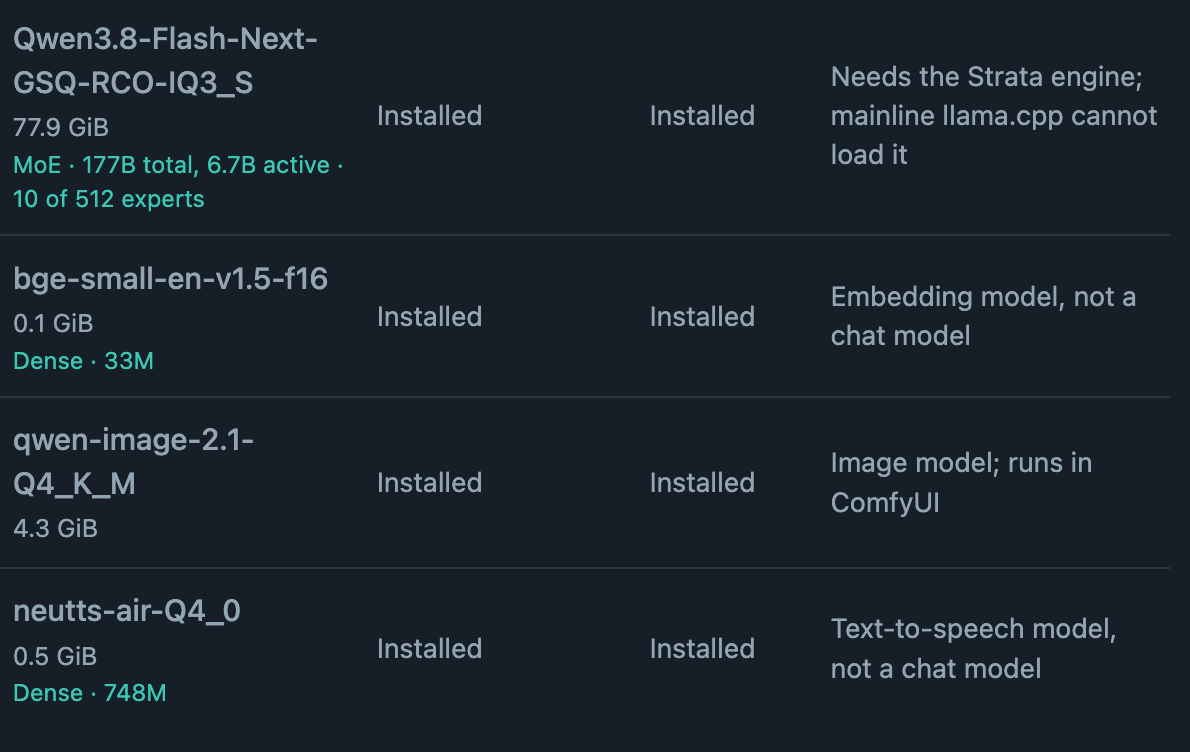 Qwen3.8-Flash-Next-
GSQ-RCO-IQ3_S
77.9 GiB
MoE · 177B total, 6.7B active ·
10 of 512 experts
Installed
Installed
Needs the Strata engine;
mainline llama.cpp cannot
load it
bge-small-en-v1.5-f16
0.1 GiB
Dense · 33M
Installed
Installed
Embedding model, not a
chat model
qwen-image-2.1-
Q4_K_M
4.3 GiB
Installed
Installed
Image model; runs in
ComfyUI
neutts-air-Q4_0
0.5 GiB
Dense · 748M
Installed
Installed
Text-to-speech model,
not a chat model